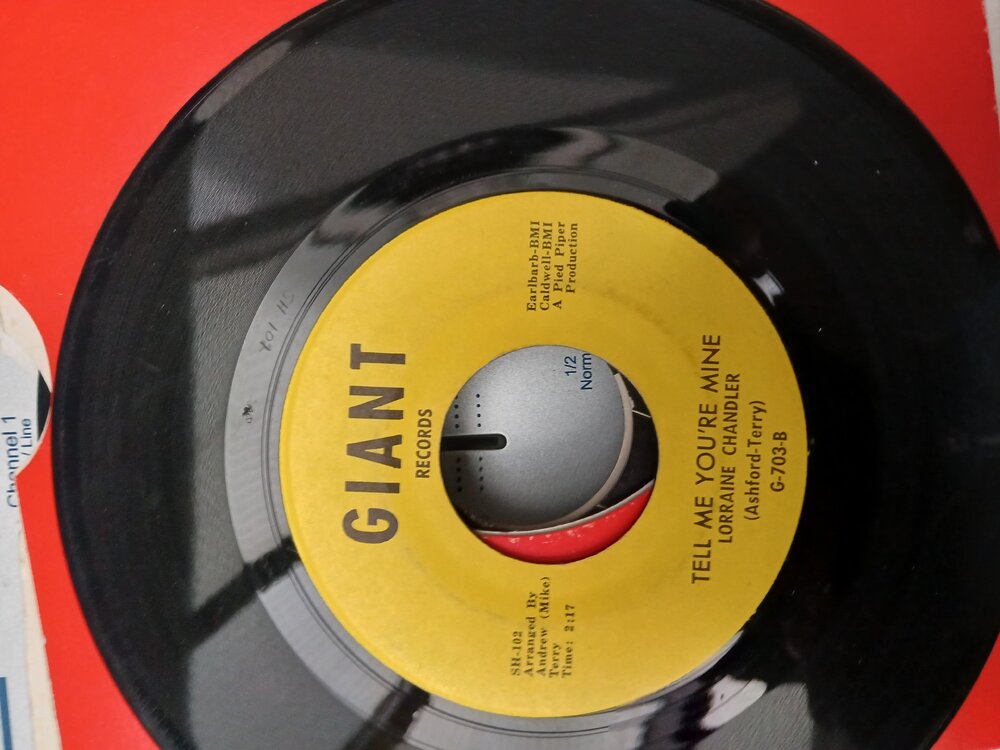 GIANT
RECORDS
SH-102
Arranged By
Andrew (Mike)
Terry
Time: 2:17
Earlbarb-BMI
Caldwell-BMI
A Pied Piper
Production
TELL ME YOU'RE MINE
LORRAINE CHANDLER
(Ashford-Terry)
G-703-B
1/2
Norm
Channel 1
/ Line